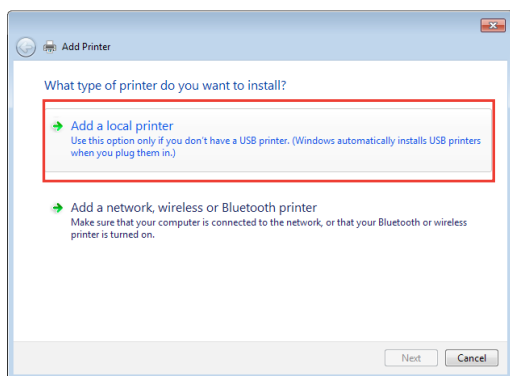 Add Printer
What type of printer do you want to install?
Add a local printer
Use this option only if you don't have a USB printer. (Windows automatically installs USB printers
when you plug them in.)
Add a network, wireless or Bluetooth printer
Make sure that your computer is connected to the network, or that your Bluetooth or wireless
printer is turned on.
Next
Cancel